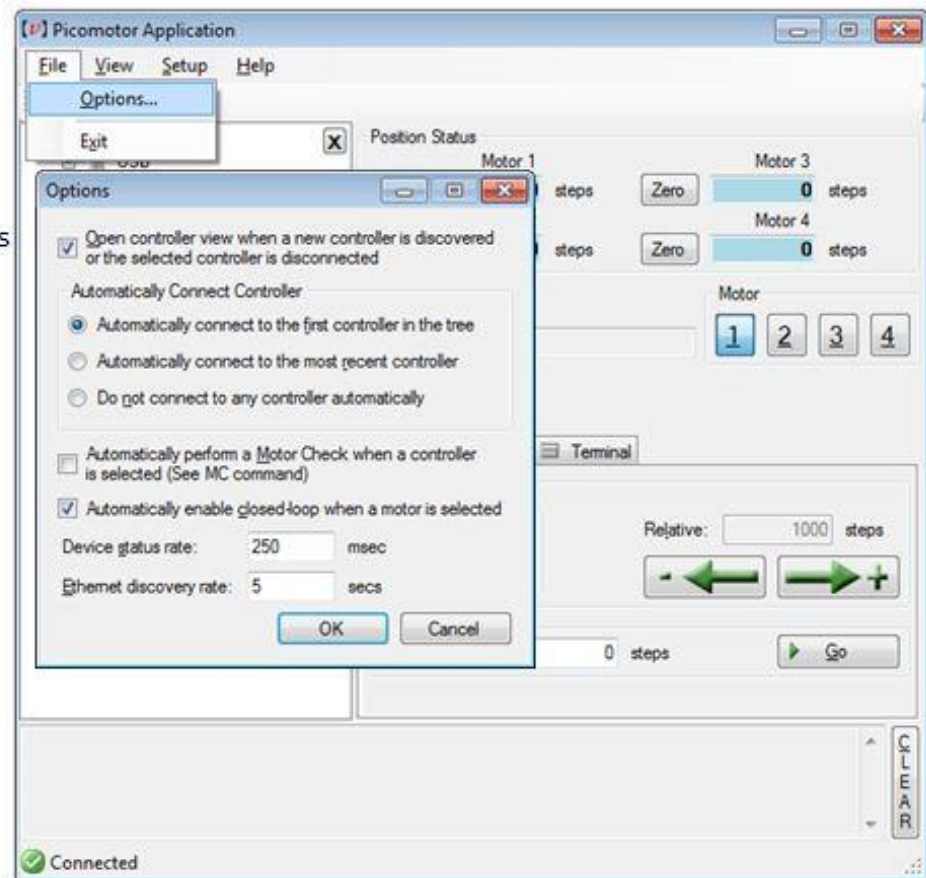 Picomotor Application
File View Setup Help
Options...
Exit
USB
Position Status
Motor 1
Motor 3
steps Zero 0 steps
Motor 4
steps Zero 0 steps
s
Options
Open controller view when a new controller is discovered
or the selected controller is disconnected
Automatically Connect Controller
Automatically connect to the first controller in the tree
Automatically connect to the most recent controller
Do not connect to any controller automatically
Automatically perform a Motor Check when a controller
is selected (See MC command)
Automatically enable closed-loop when a motor is selected
Device status rate: 250 msec
Ethernet discovery rate: 5 secs
OK Cancel
Motor
1 2 3 4
Terminal
Relative: 1000 steps
- +
0 steps Go
CLEAR
Connected